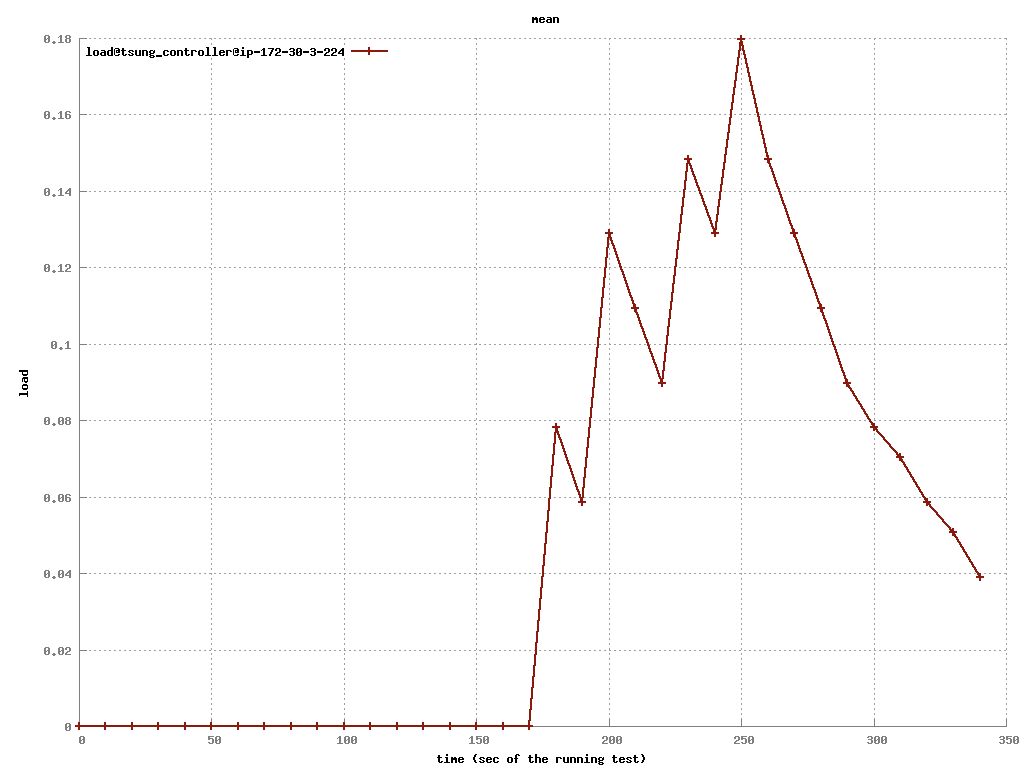 mean
load@tsung_controller@ip-172-30-3-224
0.18
0.16
0.14
0.12
0.1
0.08
0.06
0.04
0.02
0
load
0 50 100 150 200 250 300 350
time (sec of the running test)